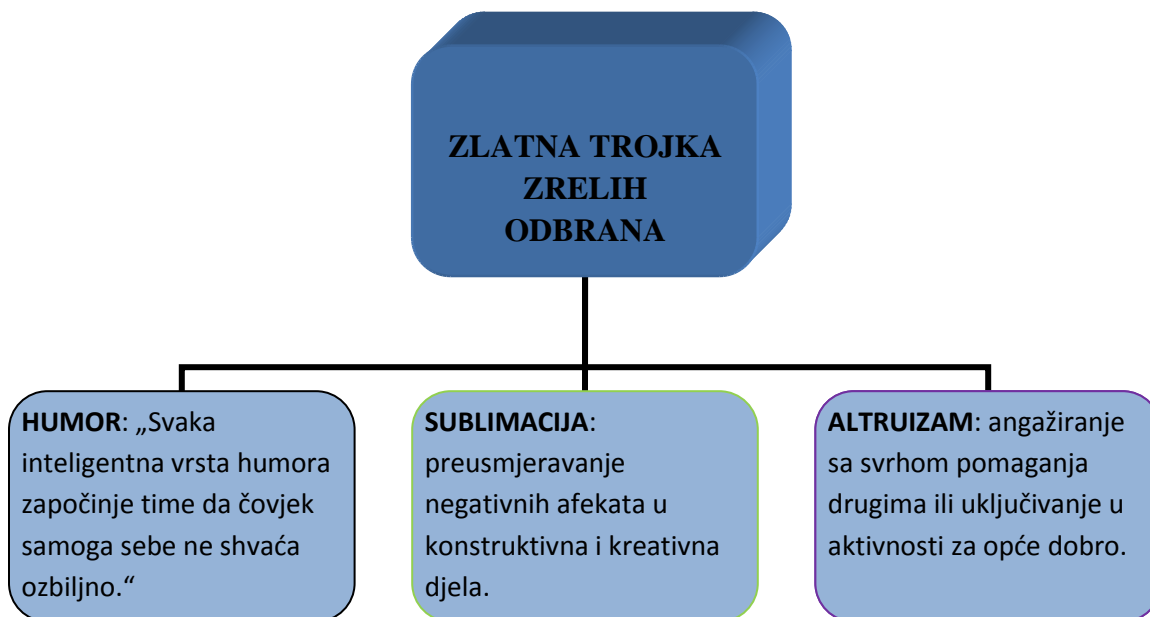 ZLATNA TROJKA
ZRELIH
ODBRANA
HUMOR: „Svaka
inteligentna vrsta humora
započinje time da čovjek
samoga sebe ne shvaća
ozbiljno.“
SUBLIMACIJA:
preusmjeravanje
negativnih afekata u
konstruktivna i kreativna
djela.
ALTRUIZAM: angažiranje
sa svrhom pomaganja
drugima ili uključivanje u
aktivnosti za opće dobro.